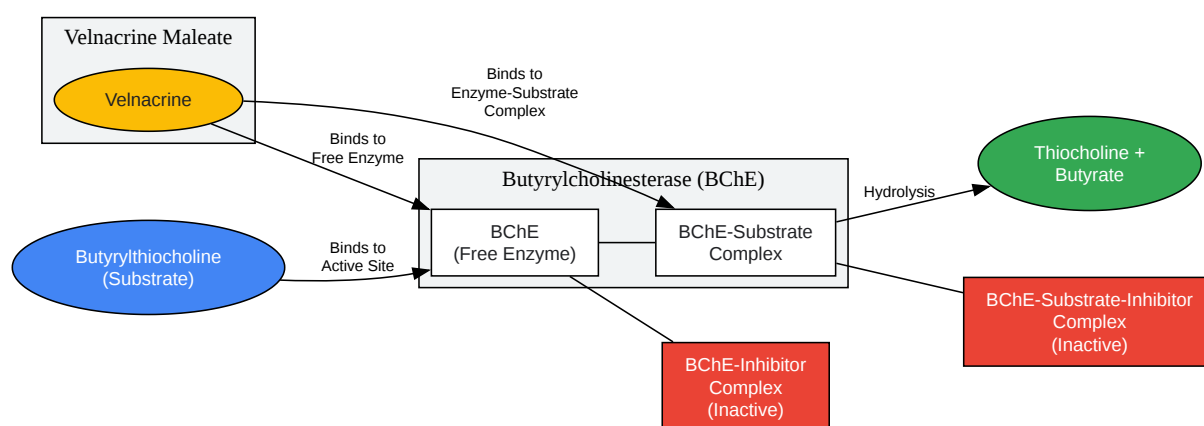 Velnacrine Maleate
Velnacrine
Binds to
Enzyme-Substrate
Complex
Binds to
Free Enzyme
Butyrylcholinesterase (BChE)
Thiocholine +
Butyrate
Hydrolysis
BChE
(Free Enzyme)
BChE-Substrate
Complex
Butyrylthiocholine
(Substrate)
Binds to
Active Site
BChE-Substrate-Inhibitor
Complex
(Inactive)
BChE-Inhibitor
Complex
(Inactive)